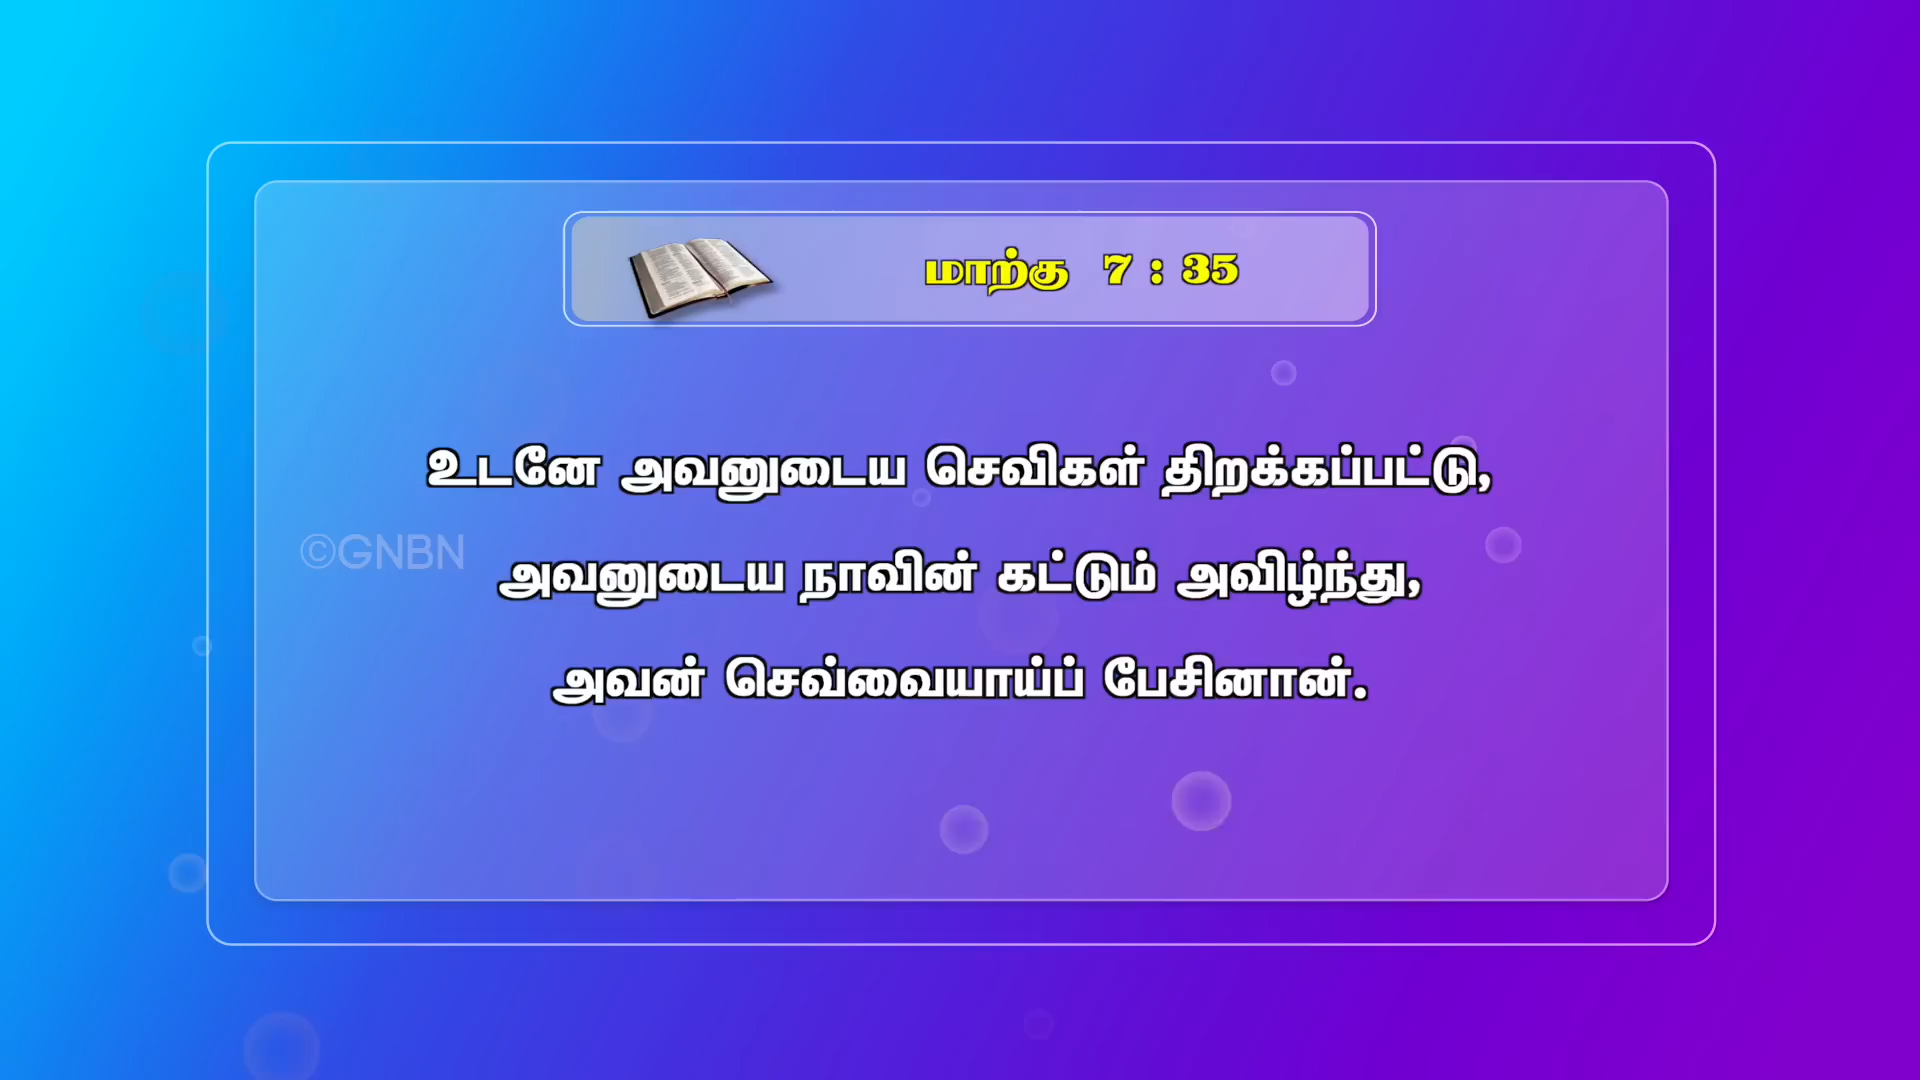 மாற்கு 7 : 35
உடனே அவனுடைய செவிகள் திறக்கப்பட்டு,
©GNBN
அவனுடைய நாவின் கட்டும் அவிழ்ந்து,
அவன் செவ்வையாய்ப் பேசினான்.